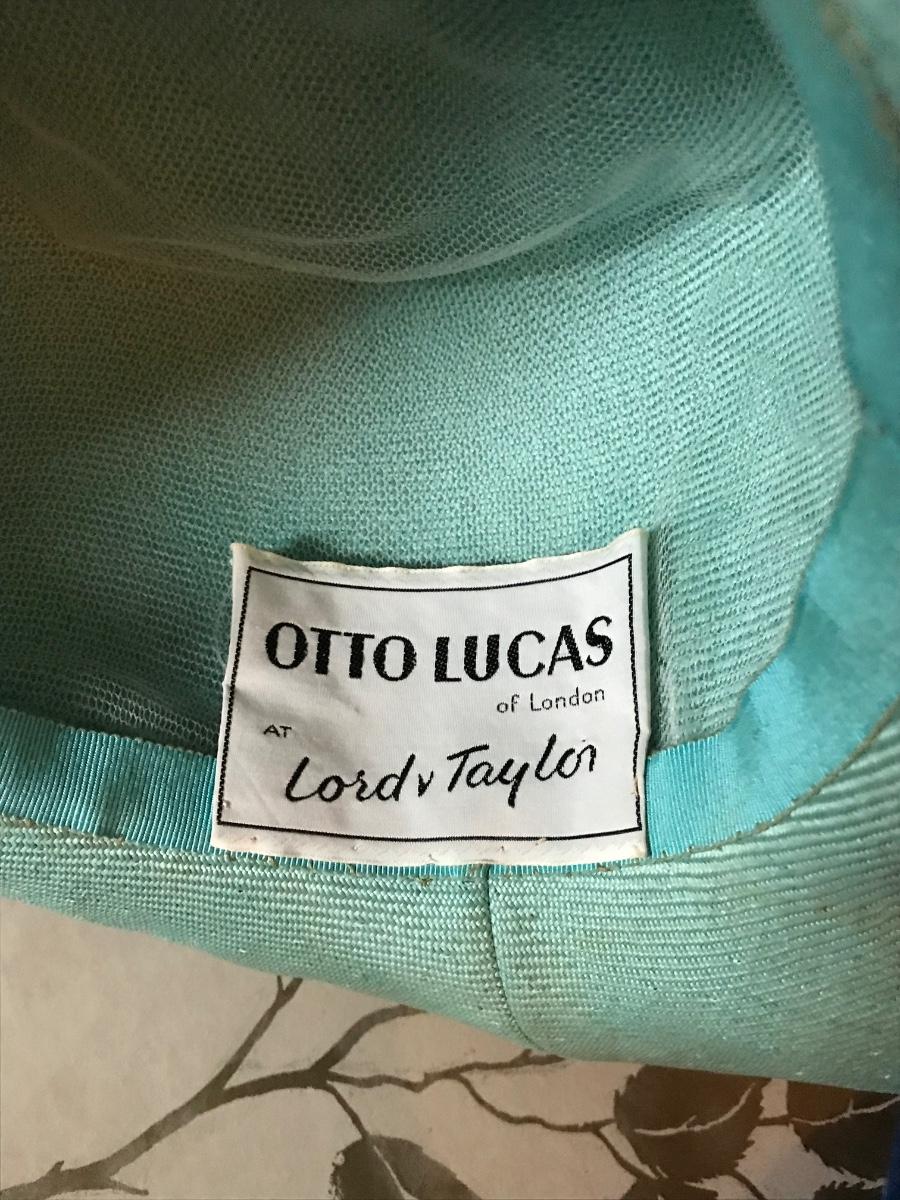 OTTO LUCAS
of London
AT
Lord & Taylor